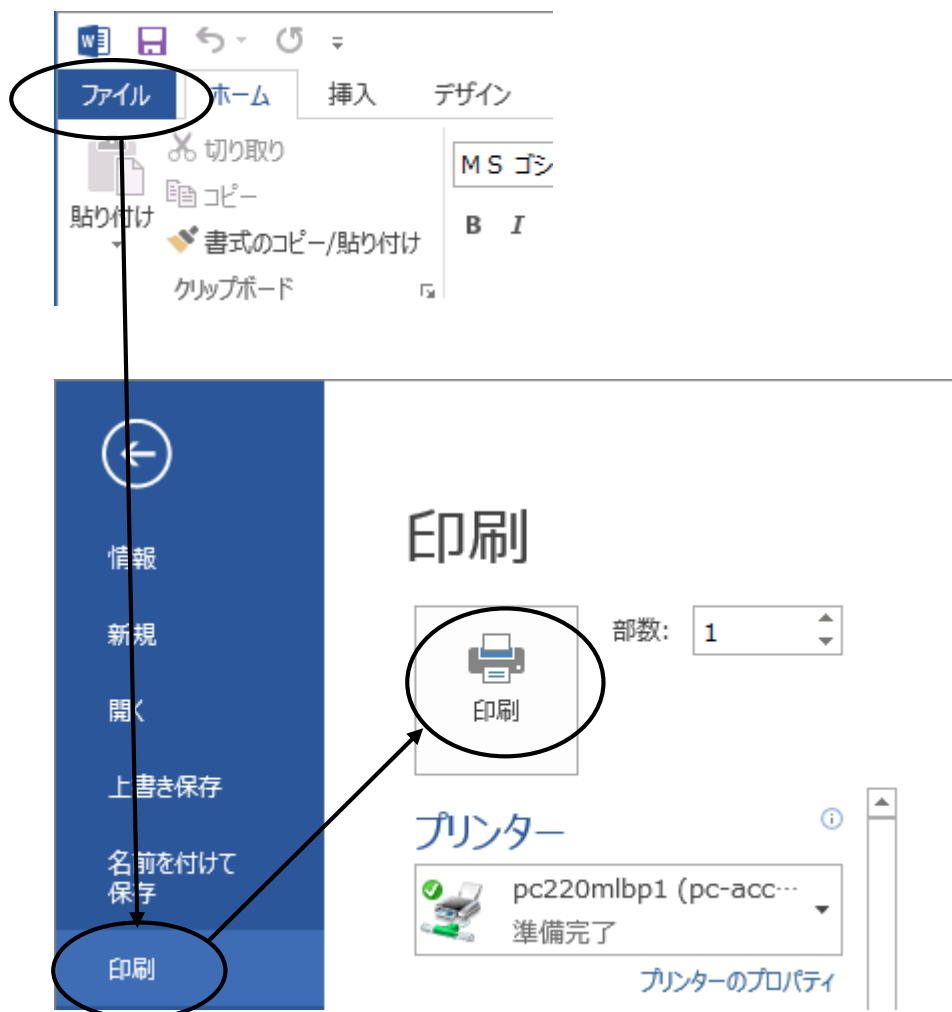 ファイル ホーム 挿入 デザイン
切り取り
コピー
貼り付け
書式のコピー/貼り付け
クリップボード
ＭＳ ゴシ
B I
印刷
情報
新規
開く
上書き保存
名前を付けて
保存
印刷
部数: 1
印刷
プリンター
pc220mlbp1 (pc-acc…
準備完了
プリンターのプロパティ